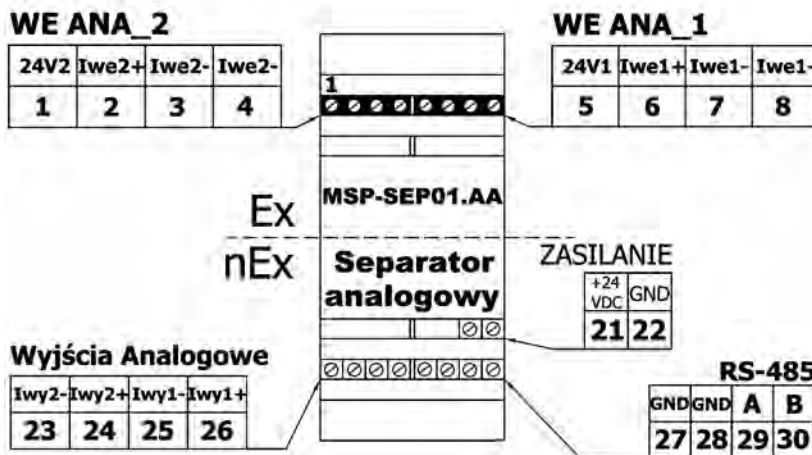 WE ANA_2
24V2 Iwe2+ Iwe2- Iwe2-
1 2 3 4
WE ANA_1
24V1 Iwe1+ Iwe1- Iwe1-
5 6 7 8
1
MSP-SEP01.AA
Ex
nEx
Separator
analogowy
ZASILANIE
+24
VDC GND
21 22
Wyjścia Analogowe
Iwy2- Iwy2+ Iwy1- Iwy1+
23 24 25 26
RS-485
GND GND A B
27 28 29 30